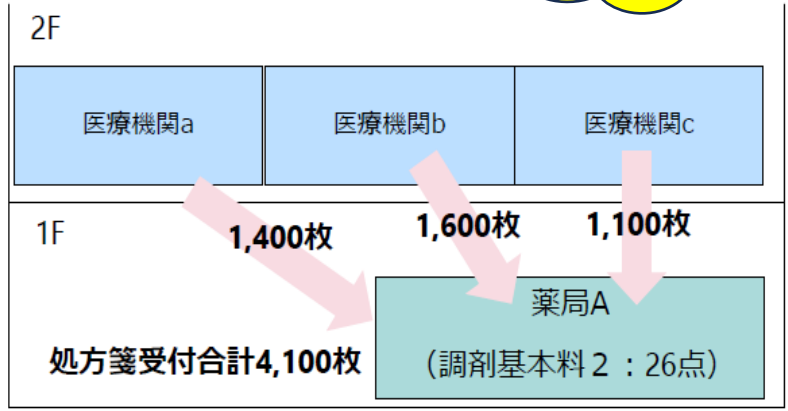 2F
医療機関a
医療機関b
医療機関c
1F
1,400枚
1,600枚
1,100枚
薬局A
処方箋受付合計4,100枚
（調剤基本料２：26点）